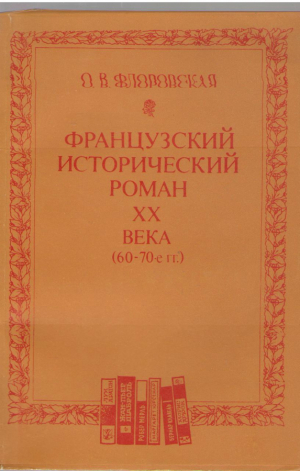 О. В. ФЛОРОВСКАЯ
ФРАНЦУЗСКИЙ
ИСТОРИЧЕСКИЙ
РОМАН
XX
ВЕКА
(60-70-е гг.)